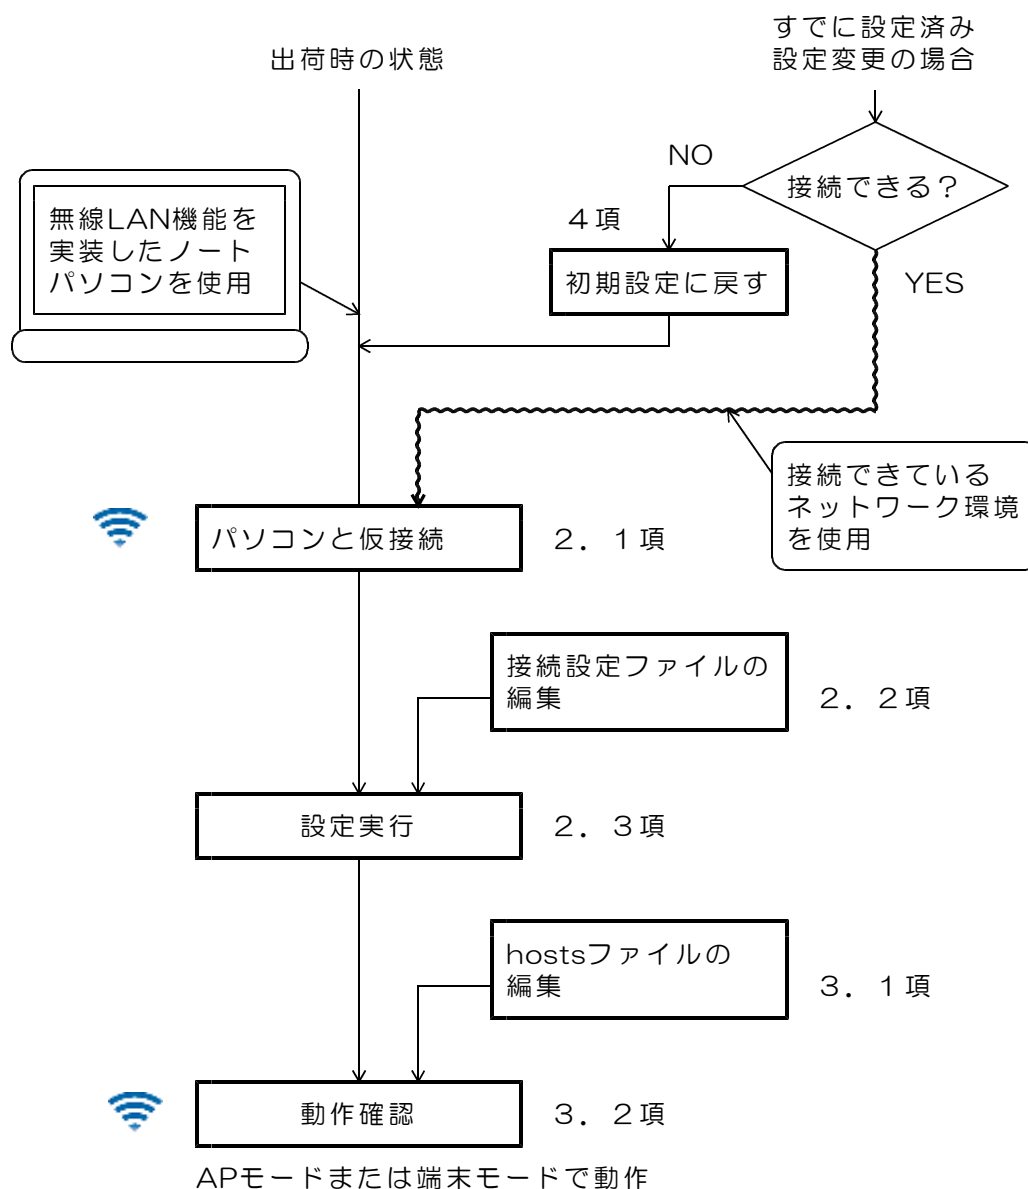 すでに設定済み
設定変更の場合
出荷時の状態
NO
接続できる？
無線LAN機能を
実装したノート
パソコンを使用
4項
初期設定に戻す
YES
接続できている
ネットワーク環境
を使用
パソコンと仮接続
2．1項
接続設定ファイルの
編集
2．2項
設定実行
2．3項
hostsファイルの
編集
3．1項
動作確認
3．2項
APモードまたは端末モードで動作